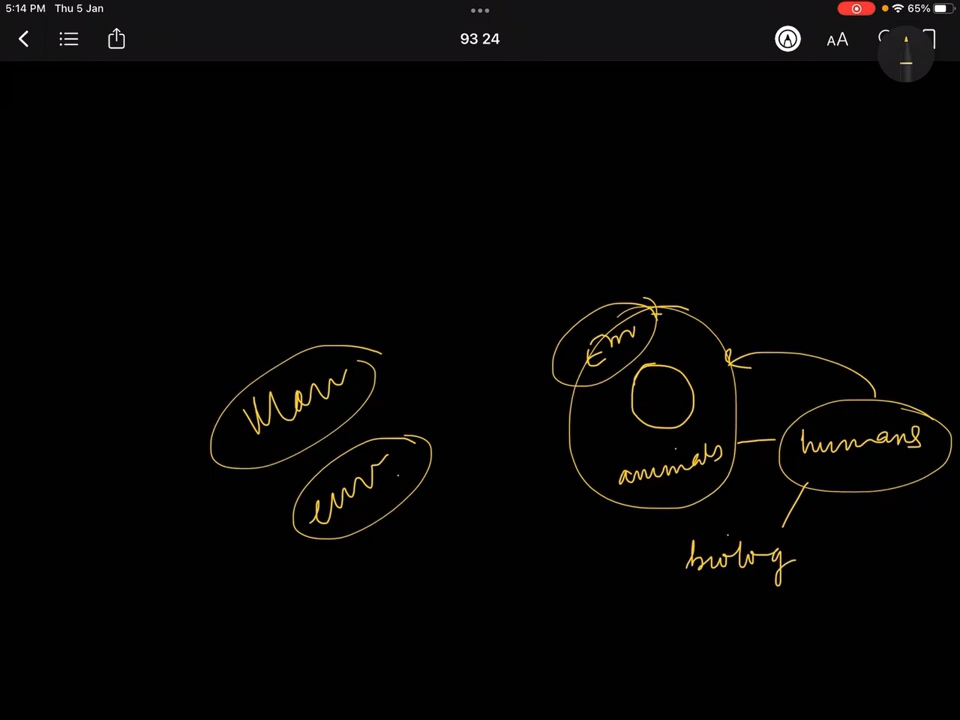 5:14 PM Thu 5 Jan
65%
93 24
AA
Man
env.
Env
animals
humans
biolog